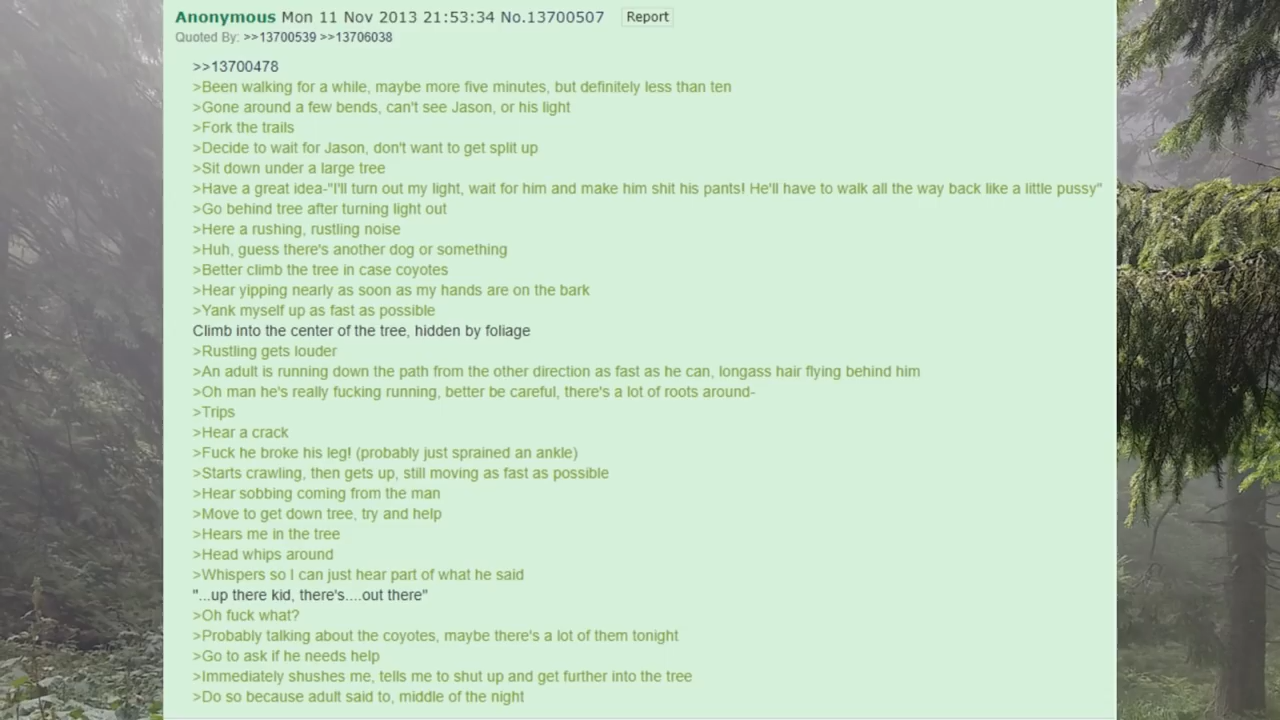 Anonymous Mon 11 Nov 2013 21:53:34 No.13700507 Report
Quoted By: >>13700539 >>13706038
>>13700478
>Been walking for a while, maybe more five minutes, but definitely less than ten
>Gone around a few bends, can't see Jason, or his light
>Fork the trails
>Decide to wait for Jason, don't want to get split up
>Sit down under a large tree
>Have a great idea-"I'll turn out my light, wait for him and make him shit his pants! He'll have to walk all the way back like a little pussy"
>Go behind tree after turning light out
>Here a rushing, rustling noise
>Huh, guess there's another dog or something
>Better climb the tree in case coyotes
>Hear yipping nearly as soon as my hands are on the bark
>Yank myself up as fast as possible
Climb into the center of the tree, hidden by foliage
>Rustling gets louder
>An adult is running down the path from the other direction as fast as he can, longass hair flying behind him
>Oh man he's really fucking running, better be careful, there's a lot of roots around-
>Trips
>Hear a crack
>Fuck he broke his leg! (probably just sprained an ankle)
>Starts crawling, then gets up, still moving as fast as possible
>Hear sobbing coming from the man
>Move to get down tree, try and help
>Hears me in the tree
>Head whips around
>Whispers so I can just hear part of what he said
"...up there kid, there's....out there"
>Oh fuck what?
>Probably talking about the coyotes, maybe there's a lot of them tonight
>Go to ask if he needs help
>Immediately shushes me, tells me to shut up and get further into the tree
>Do so because adult said to, middle of the night